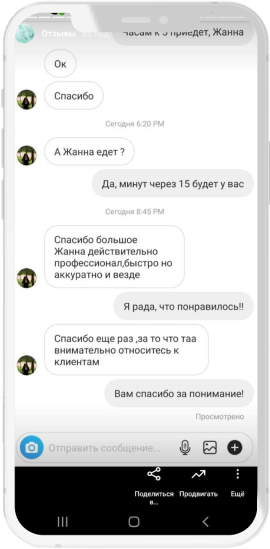 Отзывы
часам к 5 приедет, Жанна
Ок
Спасибо
Сегодня 6:20 PM
А Жанна едет ?
Да, минут через 15 будет у вас
Сегодня 8:45 PM
Спасибо большое
Жанна действительно
профессионал,быстро но
аккуратно и везде
Я рада, что понравилось!!
Спасибо еще раз ,за то что таа
внимательно относитесь к
клиентам
Вам спасибо за понимание!
Просмотрено
Отправить сообщение...
Поделиться Продвигать Ещё
в...